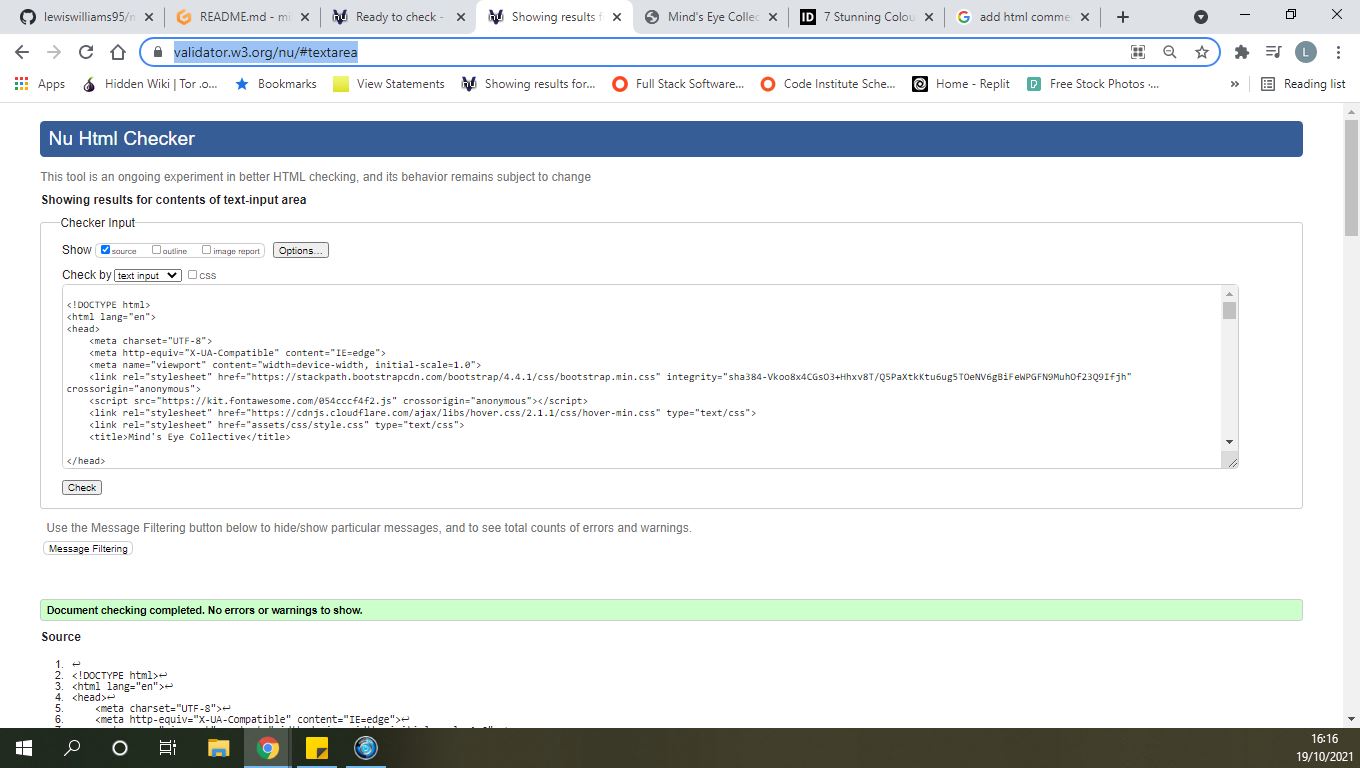 lewiswilliams95/m
README.md - mi
Ready to check -
Showing results f
Mind's Eye Collec
7 Stunning Colou
add html comme
validator.w3.org/nu/#textarea
Apps
Hidden Wiki | Tor .o...
Bookmarks
View Statements
Showing results for...
Full Stack Software...
Code Institute Sche...
Home - Replit
Free Stock Photos ·...
»
Reading list
Nu Html Checker
This tool is an ongoing experiment in better HTML checking, and its behavior remains subject to change
Showing results for contents of text-input area
Checker Input
Show source outline image report Options...
Check by text input css
<!DOCTYPE html>
<html lang="en">
<head>
<meta charset="UTF-8">
<meta http-equiv="X-UA-Compatible" content="IE=edge">
<meta name="viewport" content="width=device-width, initial-scale=1.0">
<link rel="stylesheet" href="https://stackpath.bootstrapcdn.com/bootstrap/4.4.1/css/bootstrap.min.css" integrity="sha384-Vkoo8x4CGsO3+Hhxv8T/Q5PaXtkKtu6ug5TOeNV6gBiFeWPGFN9MuhOf23Q9Ifjh"
crossorigin="anonymous">
<script src="https://kit.fontawesome.com/054cccf4f2.js" crossorigin="anonymous"></script>
<link rel="stylesheet" href="https://cdnjs.cloudflare.com/ajax/libs/hover.css/2.1.1/css/hover-min.css" type="text/css">
<link rel="stylesheet" href="assets/css/style.css" type="text/css">
<title>Mind's Eye Collective</title>
</head>
Check
Use the Message Filtering button below to hide/show particular messages, and to see total counts of errors and warnings.
Message Filtering
Document checking completed. No errors or warnings to show.
Source
1. ↩
2. <!DOCTYPE html>↩
3. <html lang="en">↩
4. <head>↩
5. <meta charset="UTF-8">↩
6. <meta http-equiv="X-UA-Compatible" content="IE=edge">↩
16:16
19/10/2021